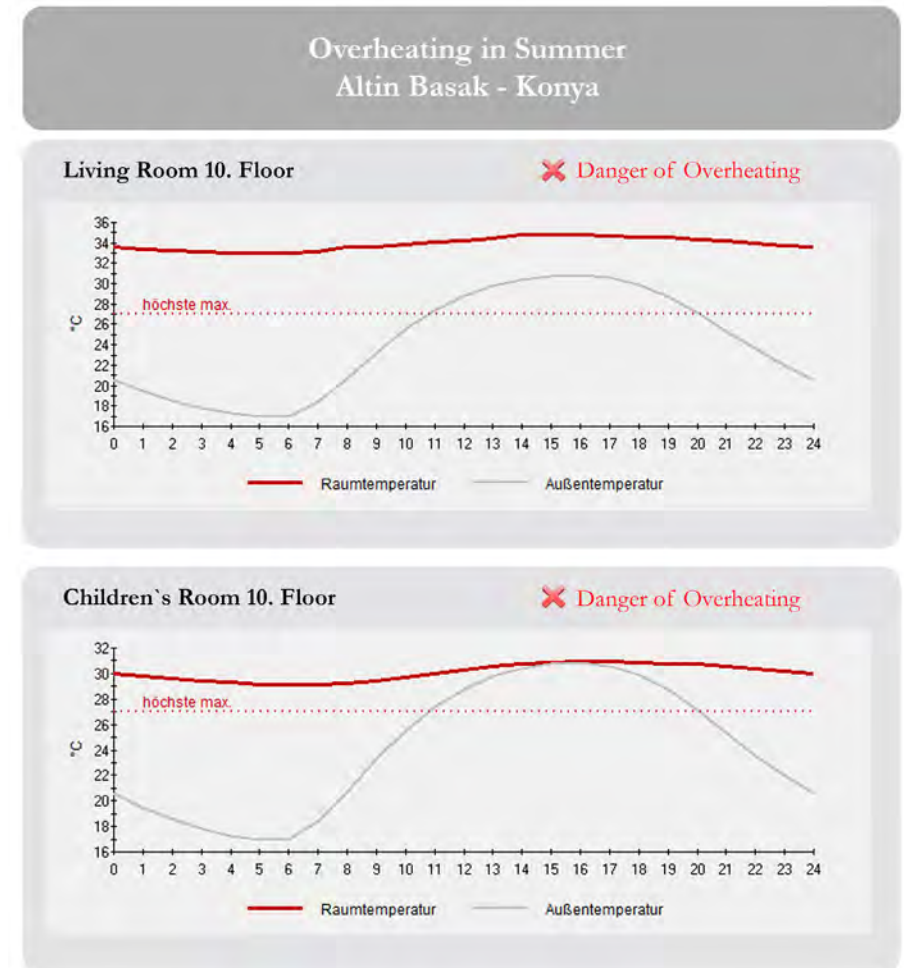 Overheating in Summer
Altin Basak - Konya
Living Room 10. Floor
Danger of Overheating
36
34
32
30
28
26
24
22
20
18
16
°C
höchste max.
0 1 2 3 4 5 6 7 8 9 10 11 12 13 14 15 16 17 18 19 20 21 22 23 24
Raumtemperatur Außentemperatur
Children`s Room 10. Floor
Danger of Overheating
32
30
28
26
24
22
20
18
16
°C
höchste max.
0 1 2 3 4 5 6 7 8 9 10 11 12 13 14 15 16 17 18 19 20 21 22 23 24
Raumtemperatur Außentemperatur